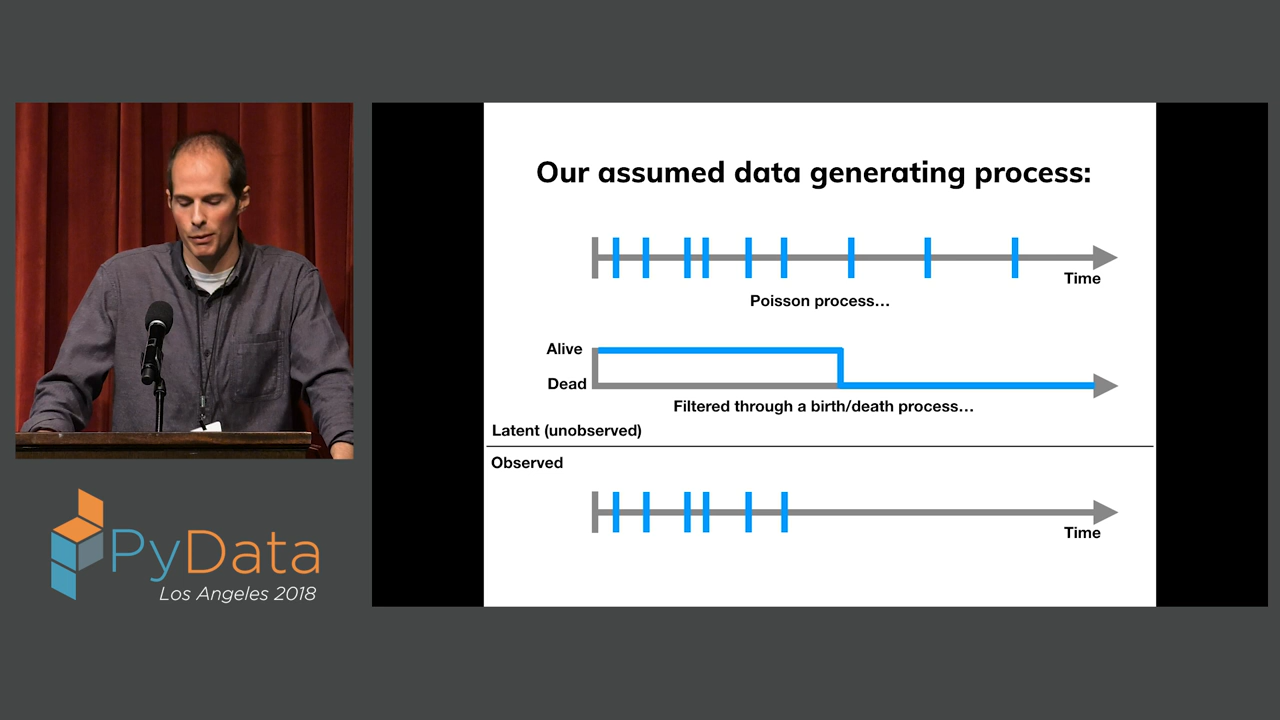 Our assumed data generating process:
Time
Poisson process…
Alive
Dead
Filtered through a birth/death process…
Latent (unobserved)
Observed
Time
PyData
Los Angeles 2018